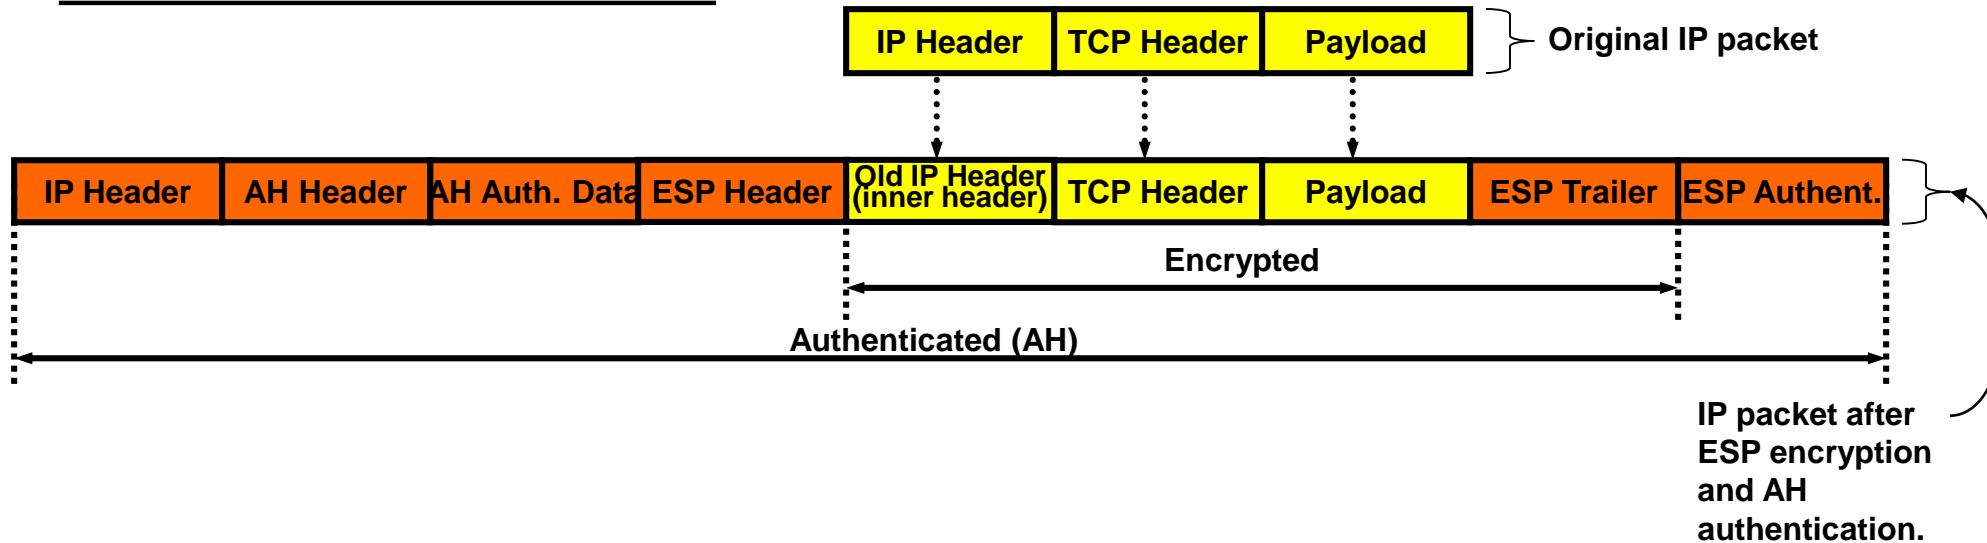 IP Header
TCP Header
Payload
Original IP packet
IP Header
AH Header
AH Auth. Data
ESP Header
Old IP Header
(inner header)
TCP Header
Payload
ESP Trailer
ESP Authent.
Encrypted
Authenticated (AH)
IP packet after
ESP encryption
and AH
authentication.